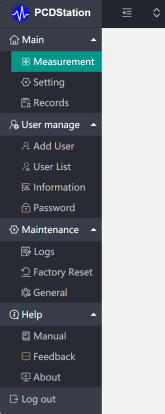 PCDStation
Main
Measurement
Setting
Records
User manage
Add User
User List
Information
Password
Maintenance
Logs
Factory Reset
General
Help
Manual
Feedback
About
Log out